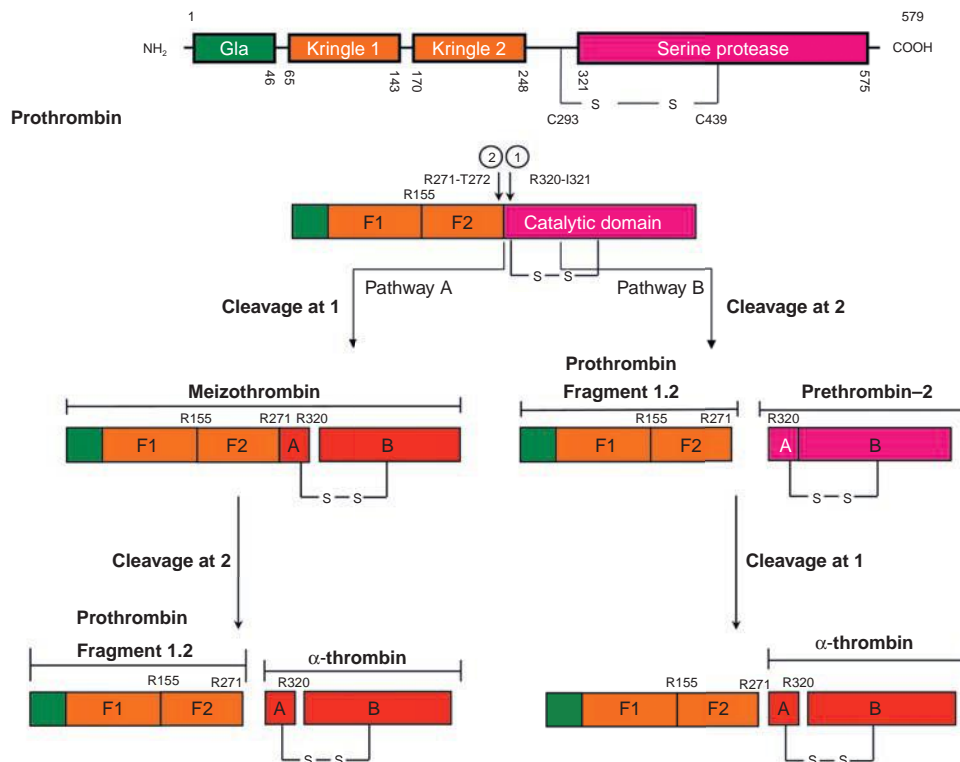 1
579
NH2
Gla
Kringle 1
Kringle 2
Serine protease
COOH
46
65
143
170
248
321
575
S
S
C293
C439
Prothrombin
2
1
R271-T272
R320-I321
R155
F1
F2
Catalytic domain
S
S
Pathway A
Pathway B
Cleavage at 1
Cleavage at 2
Meizothrombin
R155
R271
R320
F1
F2
A
B
S
S
Prothrombin
Fragment 1.2
Prethrombin–2
R155
R271
R320
F1
F2
A
B
S
S
Cleavage at 2
Cleavage at 1
Prothrombin
Fragment 1.2
α-thrombin
R155
R271
R320
F1
F2
A
B
S
S
α-thrombin
R155
R271
R320
F1
F2
A
B
S
S